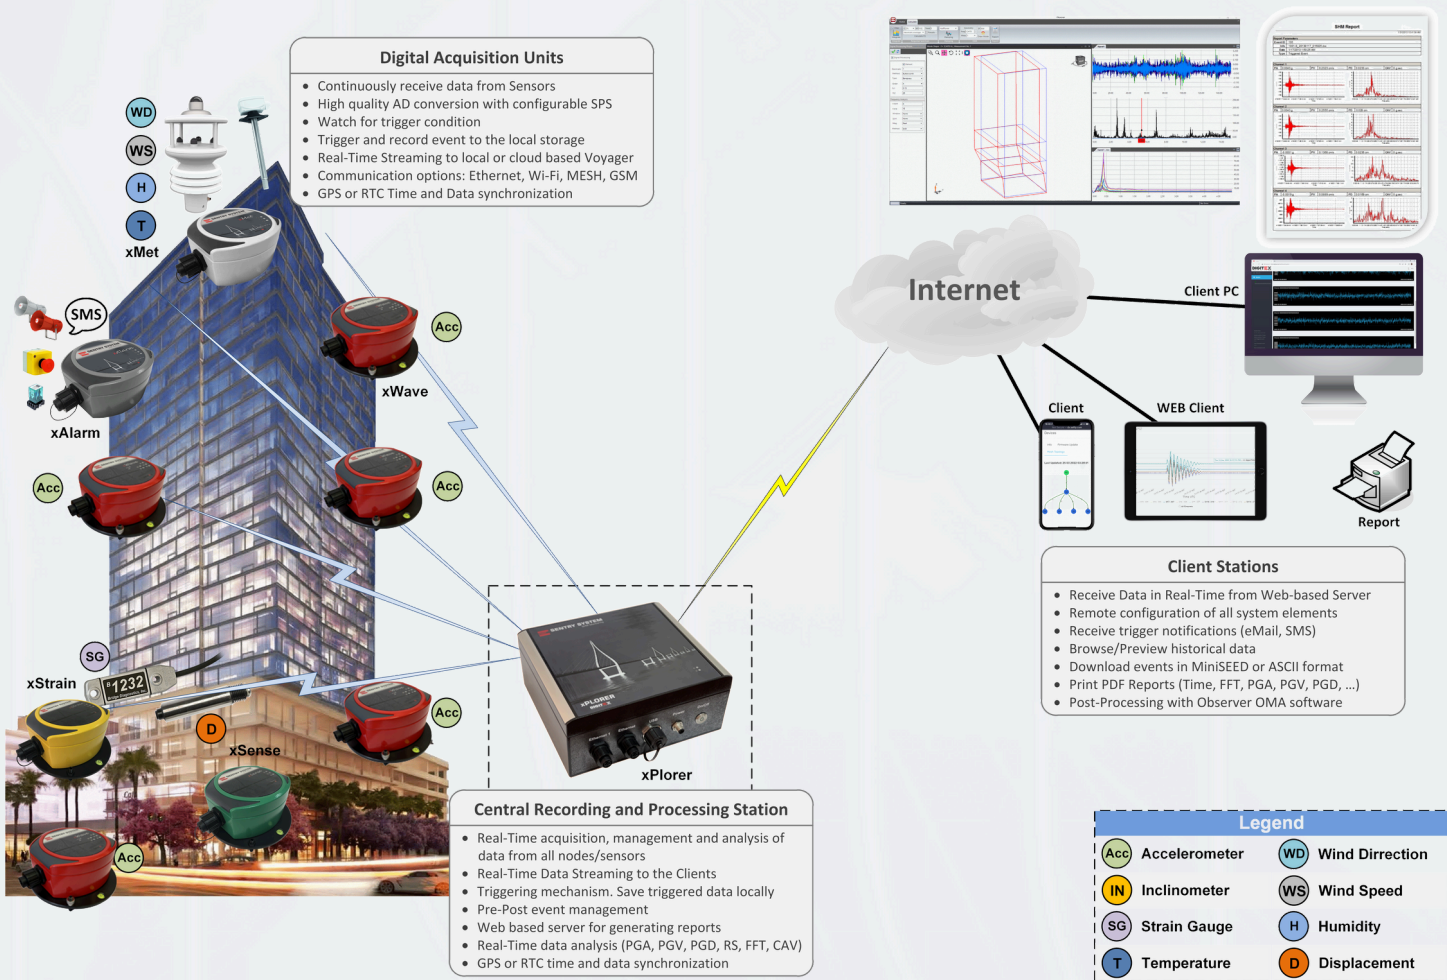 Digital Acquisition Units
• Continuously receive data from Sensors
• High quality AD conversion with configurable SPS
• Watch for trigger condition
• Trigger and record event to the local storage
• Real-Time Streaming to local or cloud based Voyager
• Communication options: Ethernet, Wi-Fi, MESH, GSM
• GPS or RTC Time and Data synchronization
WD
WS
H
T
xMet
SMS
xAlarm
Acc
xWave
Acc
Acc
SG
xStrain
1232
D
xSense
Acc
Acc
SENTRY SYSTEM
xPLORER
xPlorer
Central Recording and Processing Station
• Real-Time acquisition, management and analysis of
data from all nodes/sensors
• Real-Time Data Streaming to the Clients
• Triggering mechanism. Save triggered data locally
• Pre-Post event management
• Web based server for generating reports
• Real-Time data analysis (PGA, PGV, PGD, RS, FFT, CAV)
• GPS or RTC time and data synchronization
SHM Report
Internet
Client PC
Client
WEB Client
Report
Client Stations
• Receive Data in Real-Time from Web-based Server
• Remote configuration of all system elements
• Receive trigger notifications (eMail, SMS)
• Browse/Preview historical data
• Download events in MiniSEED or ASCII format
• Print PDF Reports (Time, FFT, PGA, PGV, PGD, ...)
• Post-Processing with Observer OMA software
Legend
Acc Accelerometer
WD Wind Dirrection
IN Inclinometer
WS Wind Speed
SG Strain Gauge
H Humidity
T Temperature
D Displacement